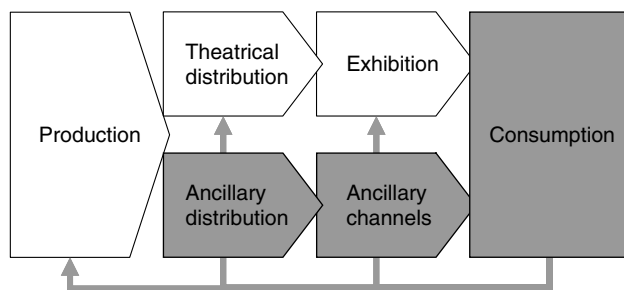 Theatrical
distribution
Exhibition
Production
Consumption
Ancillary
distribution
Ancillary
channels